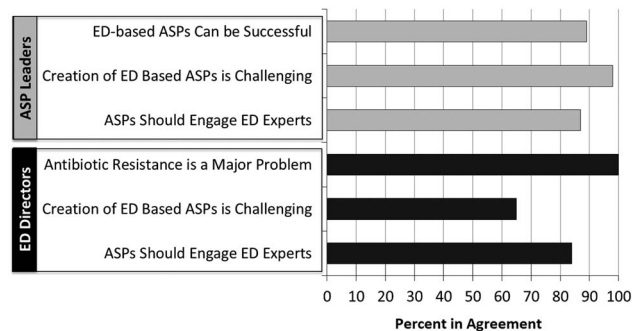 ASP Leaders
ED-based ASPs Can be Successful
Creation of ED Based ASPs is Challenging
ASPs Should Engage ED Experts
ED Directors
Antibiotic Resistance is a Major Problem
Creation of ED Based ASPs is Challenging
ASPs Should Engage ED Experts
0 10 20 30 40 50 60 70 80 90 100
Percent in Agreement